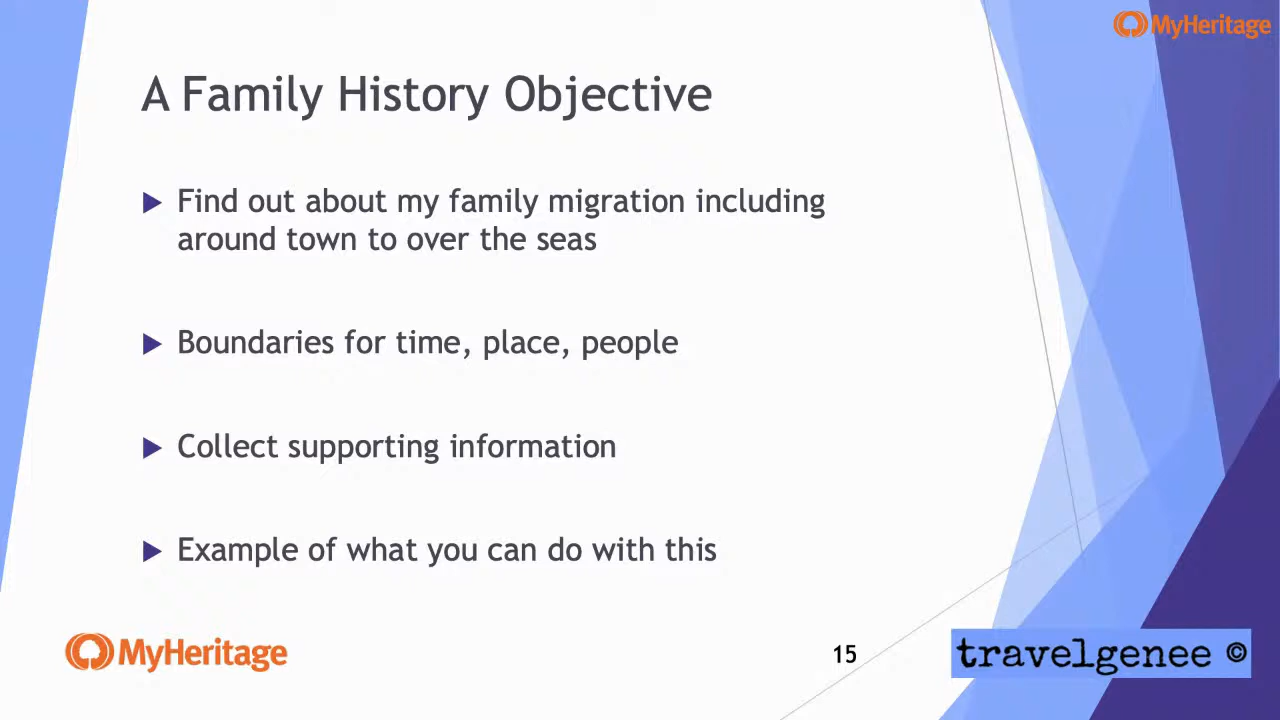 MyHeritage
A Family History Objective
Find out about my family migration including
around town to over the seas
Boundaries for time, place, people
Collect supporting information
Example of what you can do with this
MyHeritage
15
travelgenee ©